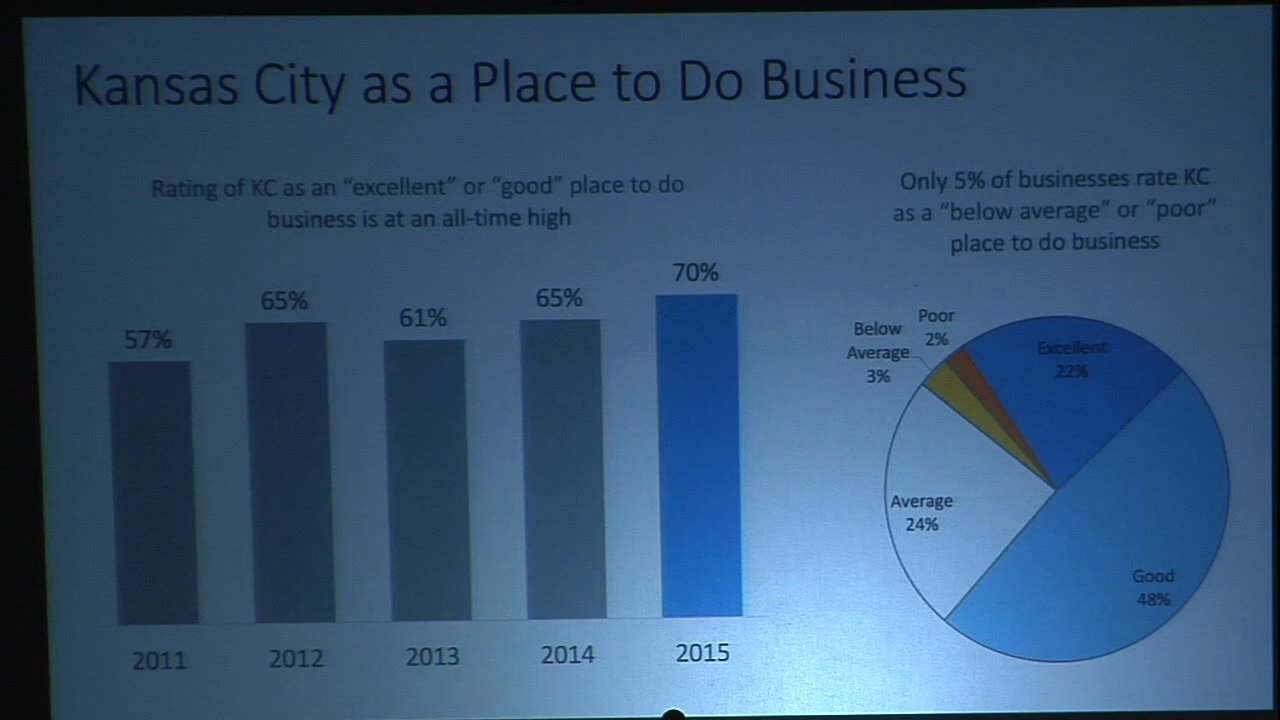 Kansas City as a Place to Do Business
Rating of KC as an “excellent” or “good” place to do
business is at an all-time high
57%
65%
61%
65%
70%
2011
2012
2013
2014
2015
Only 5% of businesses rate KC
as a “below average” or “poor”
place to do business
Poor
2%
Below
Average
3%
Excellent
22%
Average
24%
Good
48%